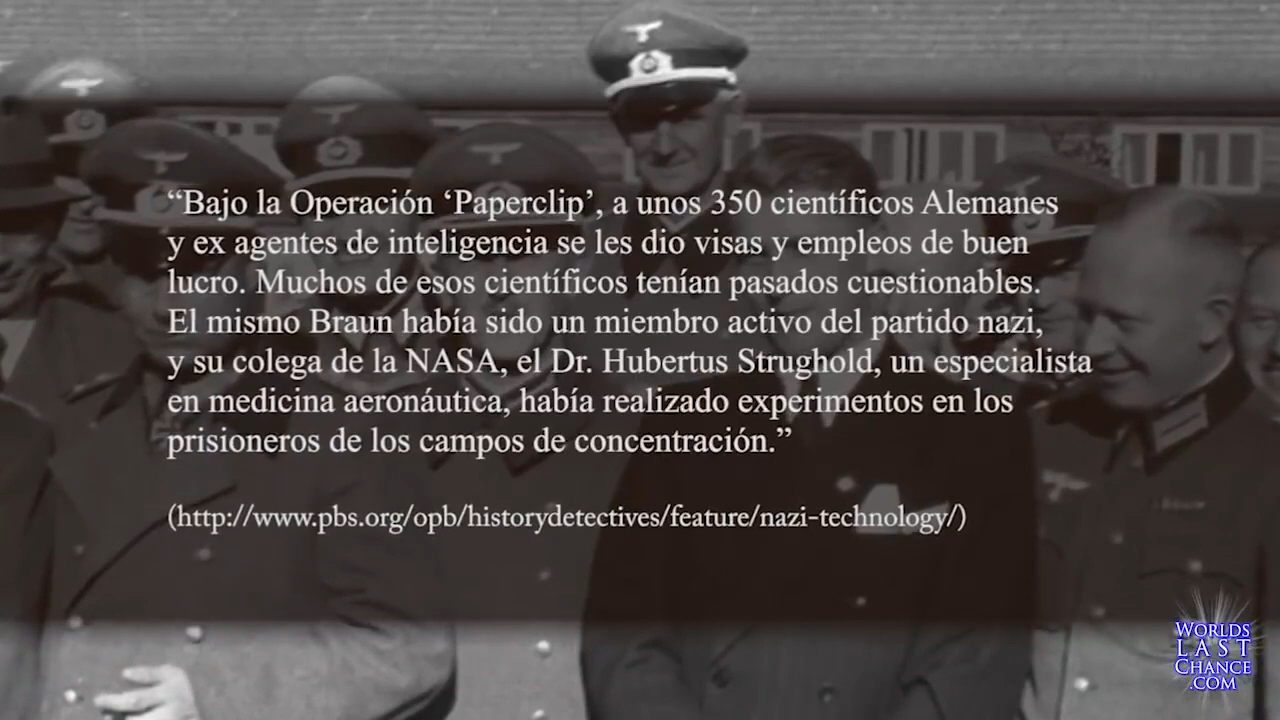 “Bajo la Operación ‘Paperclip’, a unos 350 científicos Alemanes
y ex agentes de inteligencia se les dio visas y empleos de buen
lucro. Muchos de esos científicos tenían pasados cuestionables.
El mismo Braun había sido un miembro activo del partido nazi,
y su colega de la NASA, el Dr. Hubertus Strughold, un especialista
en medicina aeronáutica, había realizado experimentos en los
prisioneros de los campos de concentración.”
(http://www.pbs.org/opb/historydetectives/feature/nazi-technology/)
WORLDS
LAST
CHANCE
.COM